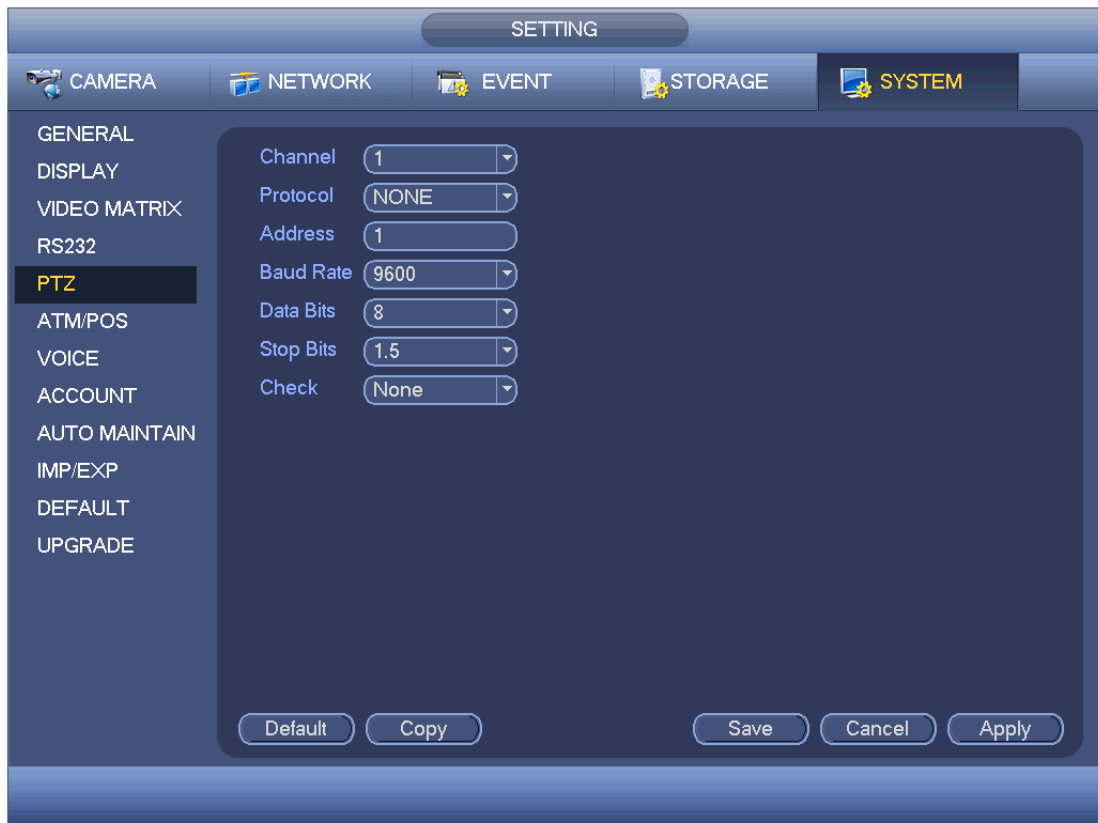 SETTING
CAMERA NETWORK EVENT STORAGE SYSTEM
GENERAL
DISPLAY
VIDEO MATRIX
RS232
PTZ
ATM/POS
VOICE
ACCOUNT
AUTO MAINTAIN
IMP/EXP
DEFAULT
UPGRADE
Channel 1
Protocol NONE
Address 1
Baud Rate 9600
Data Bits 8
Stop Bits 1.5
Check None
Default Copy Save Cancel Apply